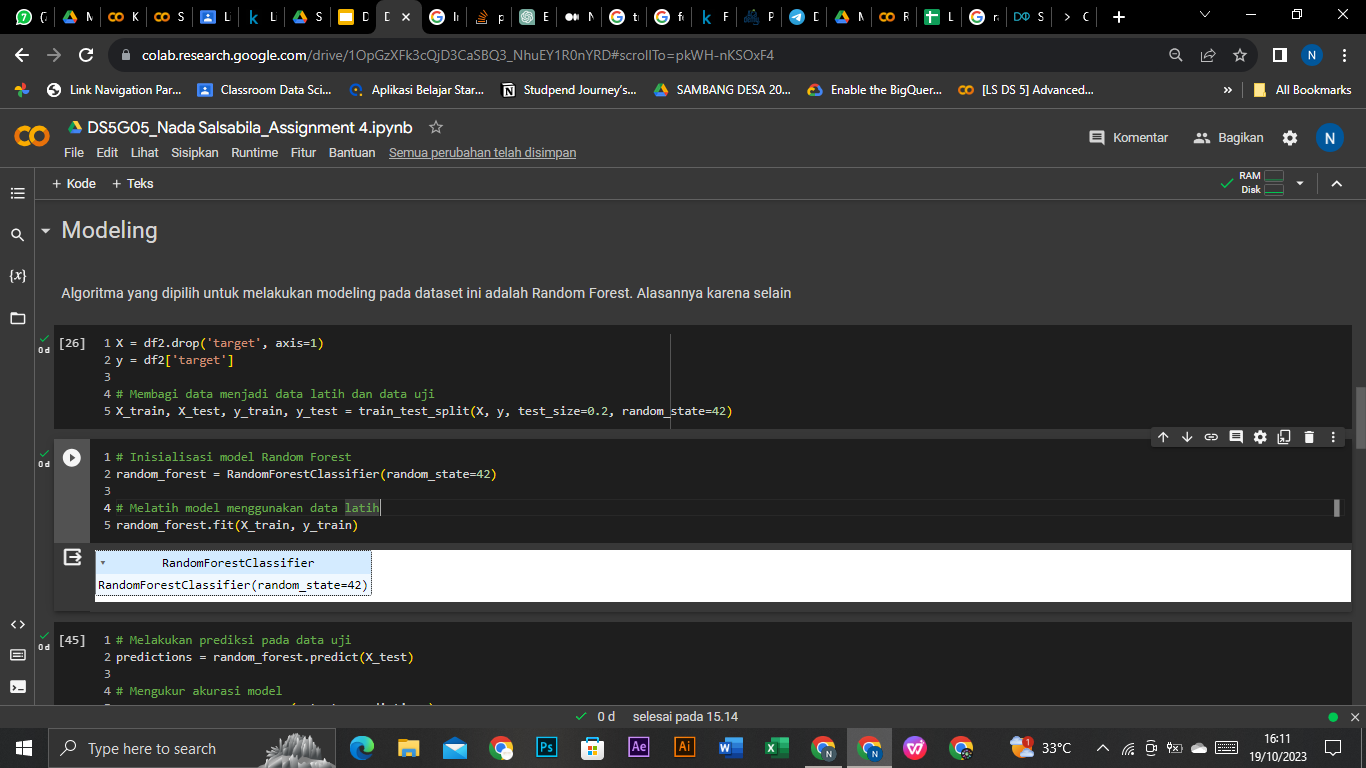 colab.research.google.com/drive/1OpGzXFk3cQjD3CaSBQ3_NhuEY1R0nYRD#scrollTo=pkWH-nKSOxF4
Link Navigation Par... Classroom Data Sci... Aplikasi Belajar Star... Studpend Journey's... SAMBANG DESA 20... Enable the BigQuer... [LS DS 5] Advanced... » All Bookmarks
DS5G05_Nada Salsabila_Assignment 4.ipynb
File Edit Lihat Sisipkan Runtime Fitur Bantuan Semua perubahan telah disimpan
Komentar Bagikan N
+ Kode + Teks
RAM
Disk
Modeling
Algoritma yang dipilih untuk melakukan modeling pada dataset ini adalah Random Forest. Alasannya karena selain
0 d
[26]
1 X = df2.drop('target', axis=1)
2 y = df2['target']
3
4 # Membagi data menjadi data latih dan data uji
5 X_train, X_test, y_train, y_test = train_test_split(X, y, test_size=0.2, random_state=42)
0 d
1 # Inisialisasi model Random Forest
2 random_forest = RandomForestClassifier(random_state=42)
3
4 # Melatih model menggunakan data latih
5 random_forest.fit(X_train, y_train)
RandomForestClassifier
RandomForestClassifier(random_state=42)
0 d
[45]
1 # Melakukan prediksi pada data uji
2 predictions = random_forest.predict(X_test)
3
4 # Mengukur akurasi model
0 d selesai pada 15.14
Type here to search
33°C
16:11
19/10/2023